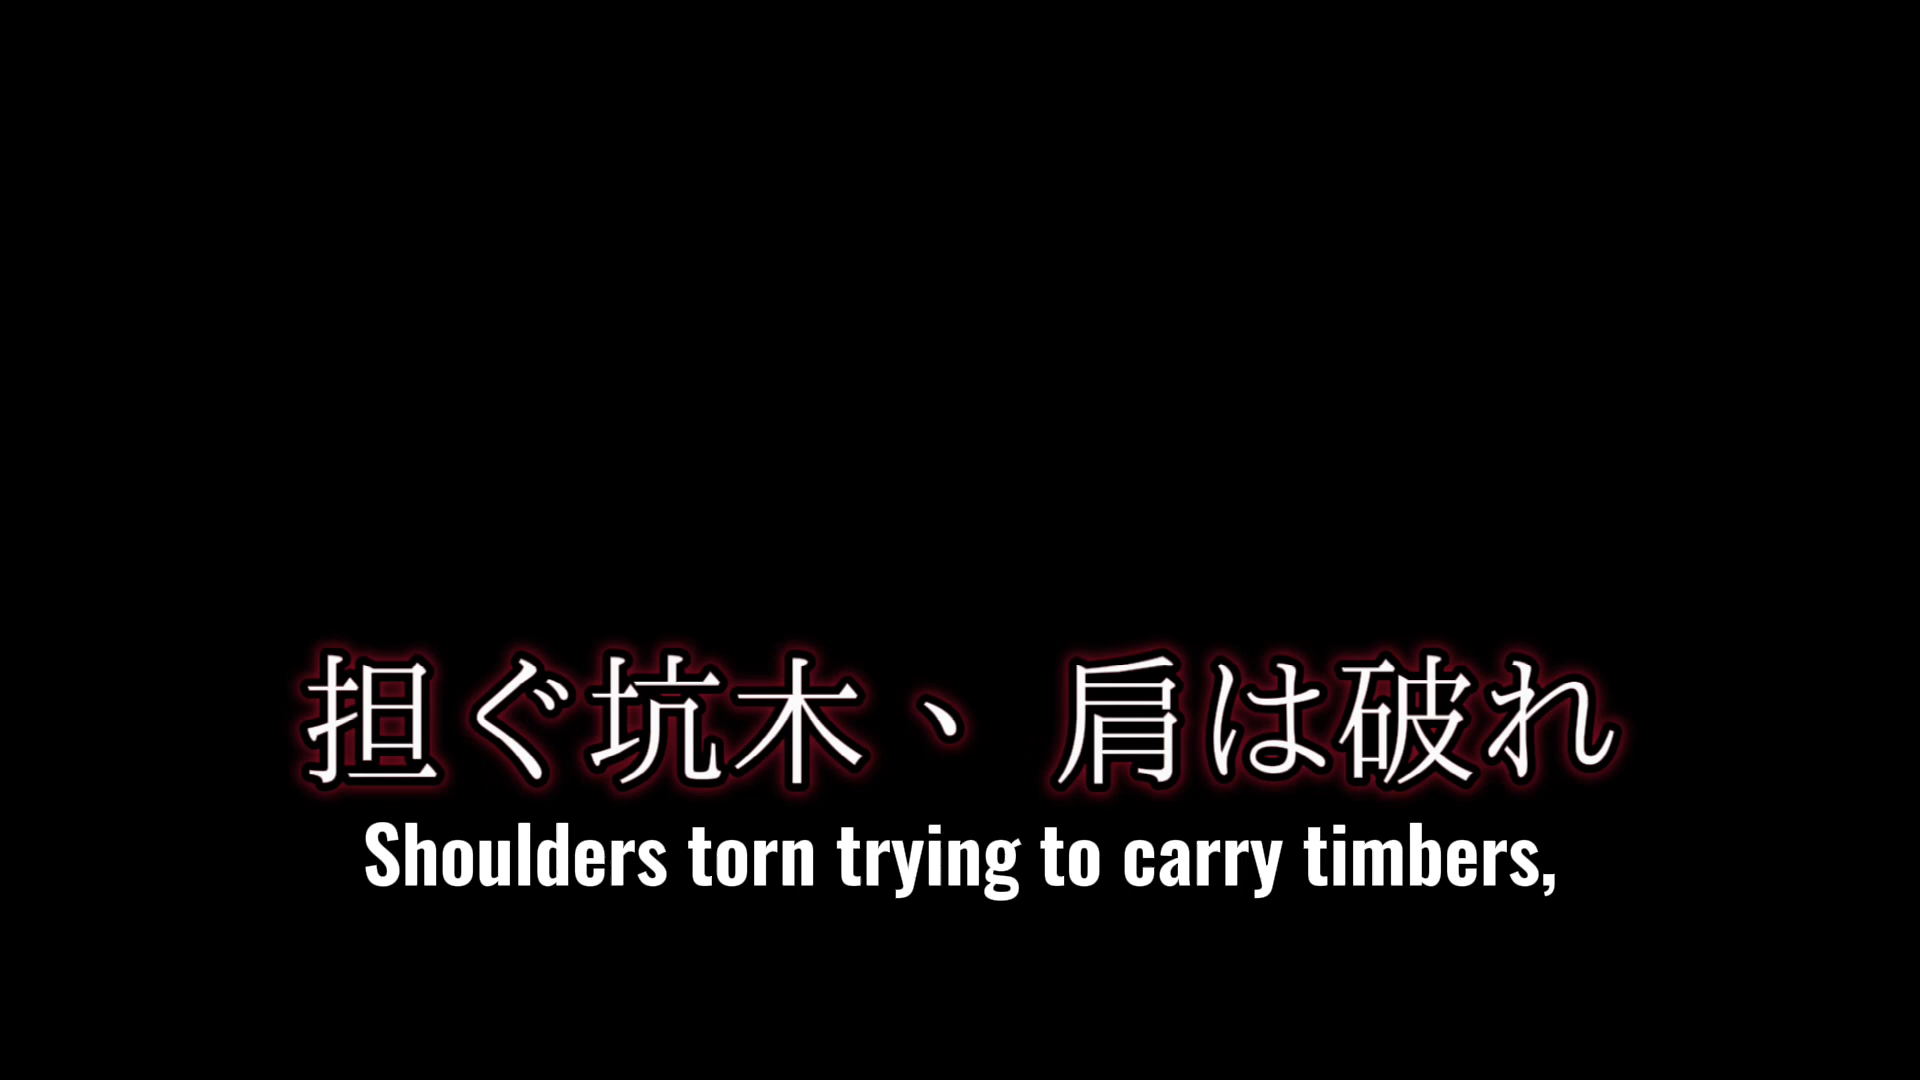 担ぐ坑木、 肩は破れ
Shoulders torn trying to carry timbers,